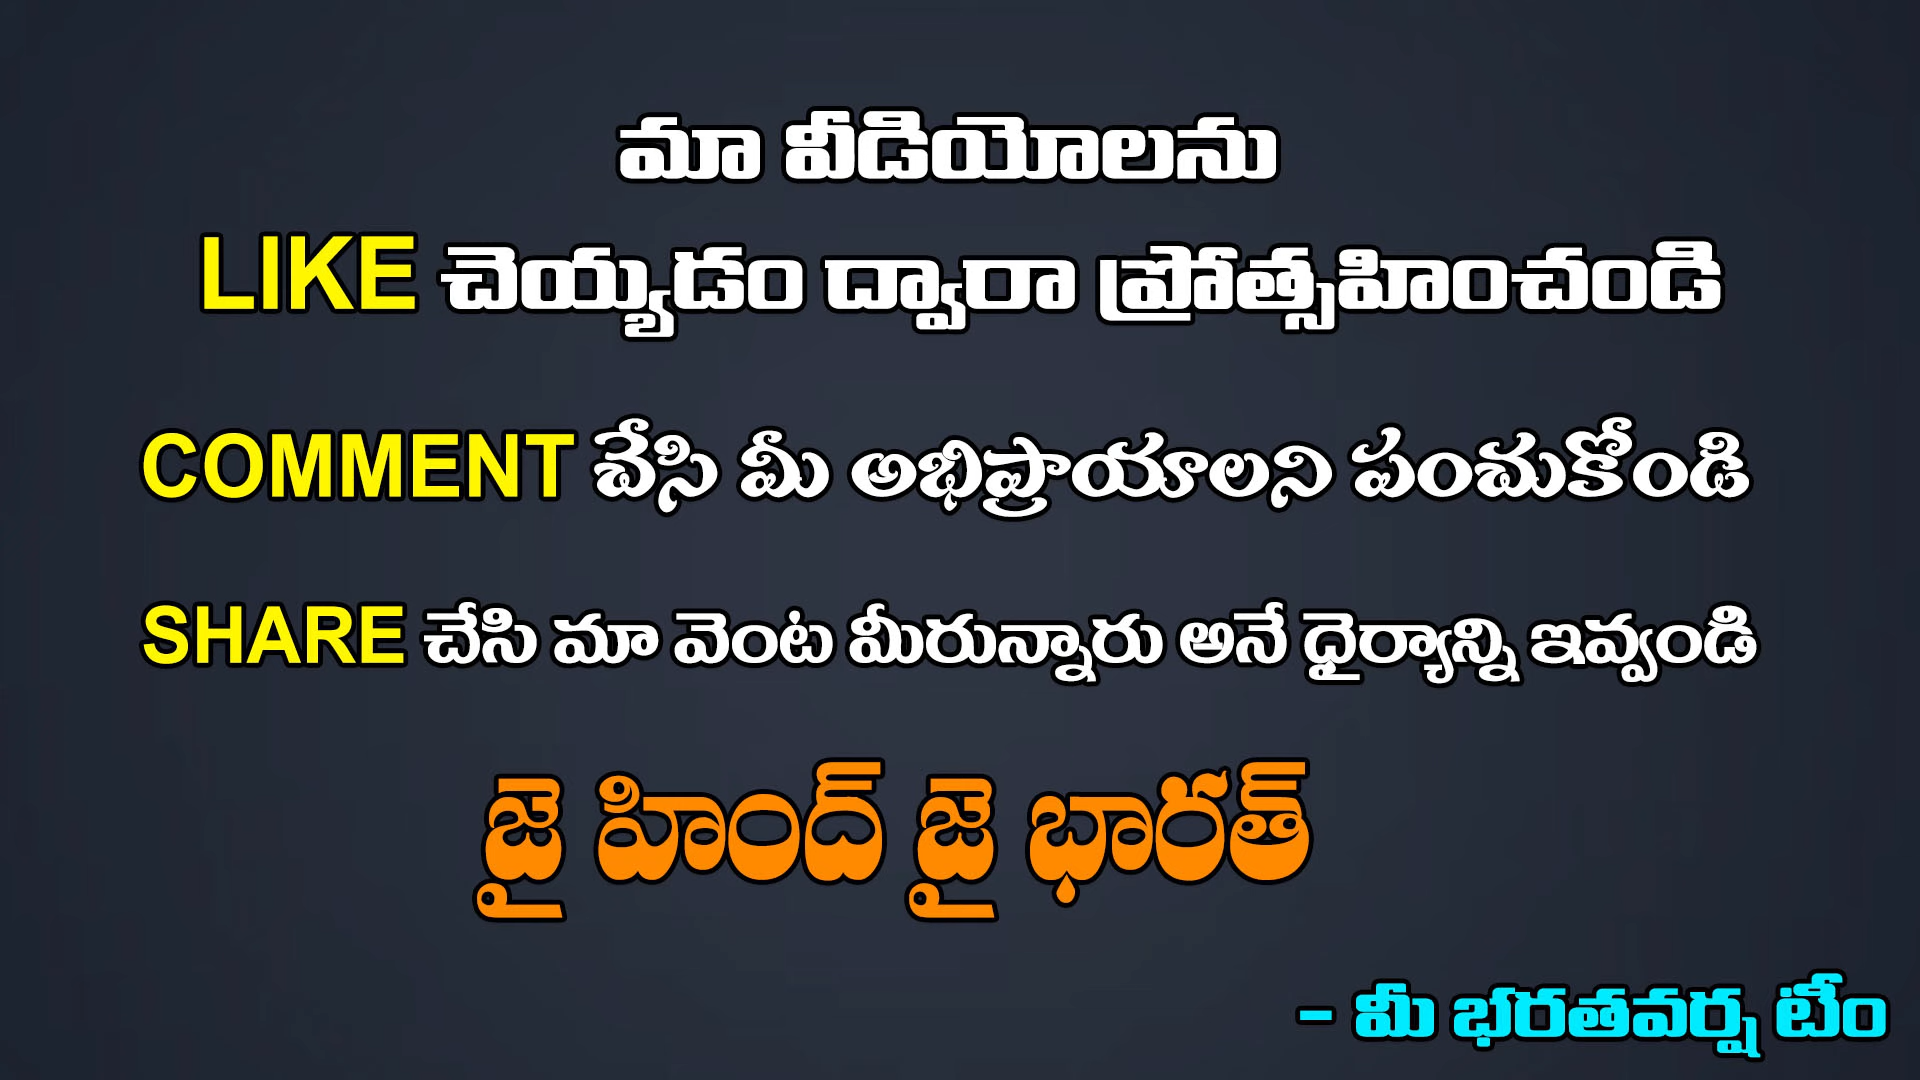 మా వీడియోలను
LIKE చెయ్యడం ద్వారా ప్రోత్సహించండి
COMMENT చేసి మీ అభిప్రాయాలని పంచుకోండి
SHARE చేసి మా వెంట మీరున్నారు అనే ధైర్యాన్ని ఇవ్వండి
జై హింద్ జై భారత్
- మీ భరతవర్ష టీం